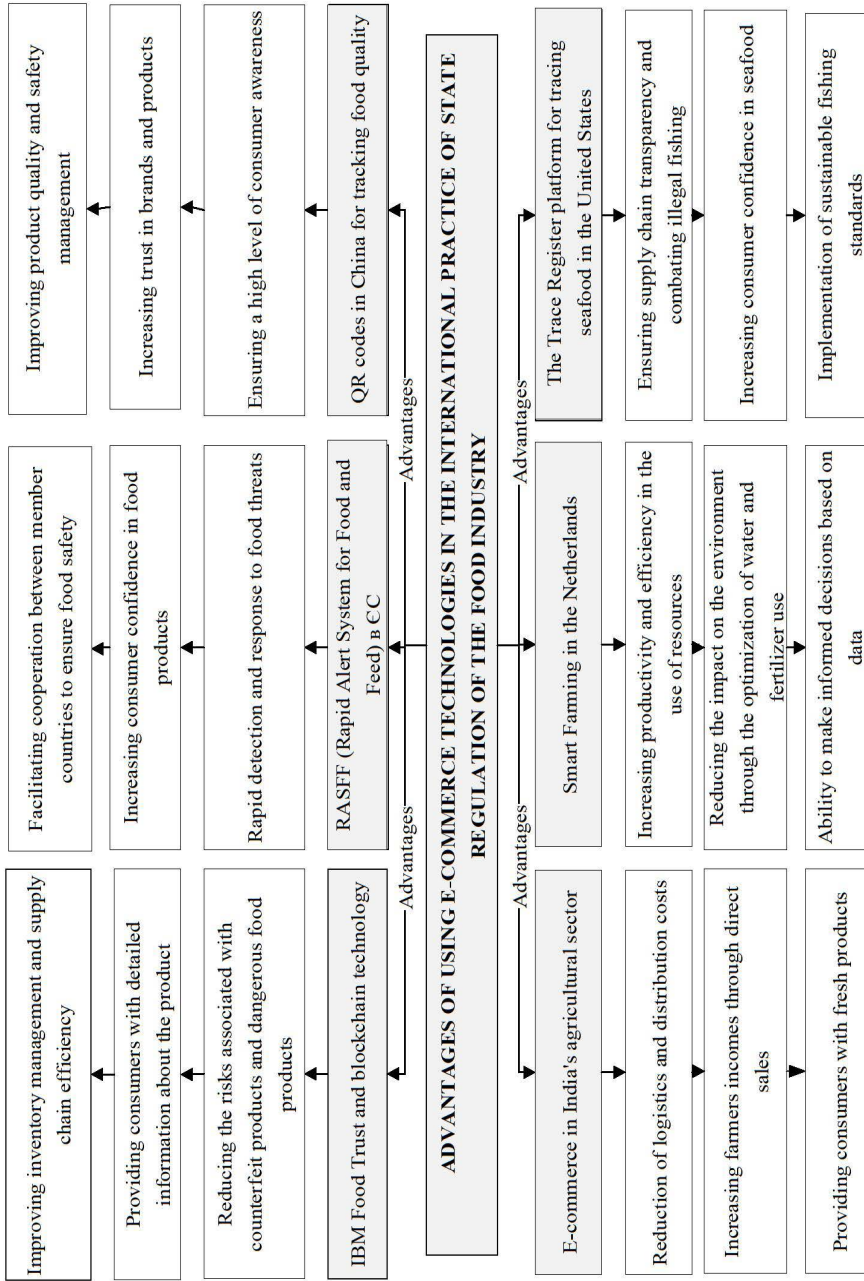 Improving inventory management and supply
chain efficiency
Facilitating cooperation between member
countries to ensure food safety
Improving product quality and safety
management
Providing consumers with detailed
information about the product
Increasing consumer confidence in food
products
Increasing trust in brands and products
Reducing the risks associated with
counterfeit products and dangerous food
products
Rapid detection and response to food threats
Ensuring a high level of consumer awareness
IBM Food Trust and blockchain technology
RASFF (Rapid Alert System for Food and
Feed) в ЄС
QR codes in China for tracking food quality
Advantages
Advantages
ADVANTAGES OF USING E-COMMERCE TECHNOLOGIES IN THE INTERNATIONAL PRACTICE OF STATE
REGULATION OF THE FOOD INDUSTRY
Advantages
Advantages
E-commerce in India's agricultural sector
Smart Farming in the Netherlands
The Trace Register platform for tracing
seafood in the United States
Reduction of logistics and distribution costs
Increasing productivity and efficiency in the
use of resources
Ensuring supply chain transparency and
combating illegal fishing
Increasing farmers incomes through direct
sales
Reducing the impact on the environment
through the optimization of water and
fertilizer use
Increasing consumer confidence in seafood
Providing consumers with fresh products
Ability to make informed decisions based on
data
Implementation of sustainable fishing
standards